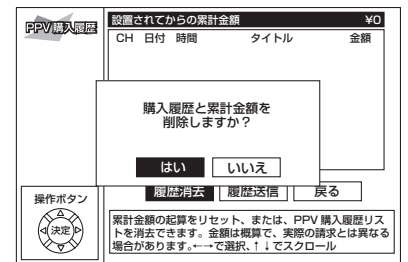 PPV購入履歴
設置されてからの累計金額 ¥0
CH 日付 時間 タイトル 金額
購入履歴と累計金額を
削除しますか？
はい いいえ
履歴消去 履歴送信 戻る
操作ボタン
決定
累計金額の起算をリセット、または、PPV 購入履歴リス
トを消去できます。金額は概算で、実際の請求とは異なる
場合があります。←→で選択、↑↓でスクロール